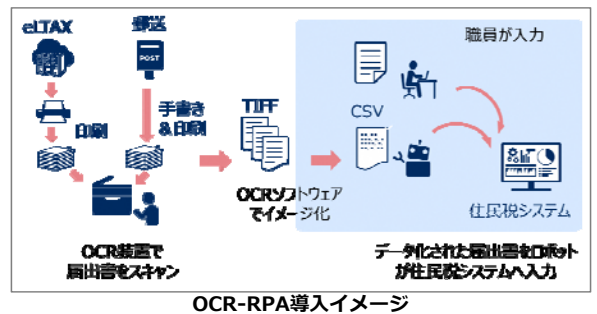 eLTAX
郵送
POST
印刷
手書き
&印刷
TIFF
職員が入力
CSV
住民税システム
OCR装置で
届出書をスキャン
OCRソフトウェア
でイメージ化
データ化された届出書をロボット
が住民税システムへ入力
OCR-RPA導入イメージ